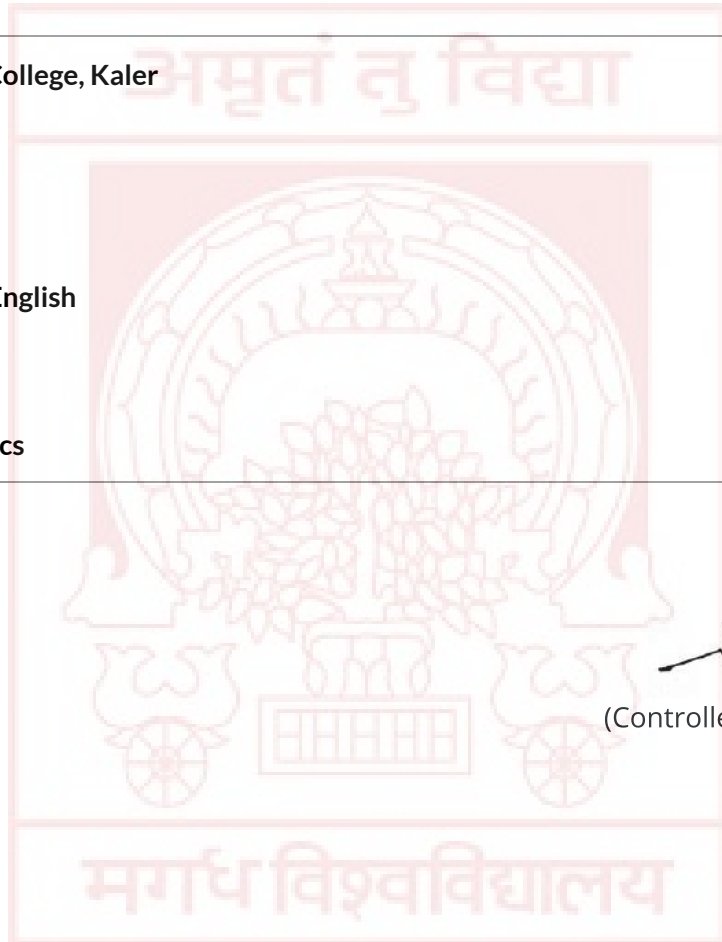 अमृतं तु विद्या
College, Kaler
English
cs
(Controlle
मगध विश्वविद्यालय